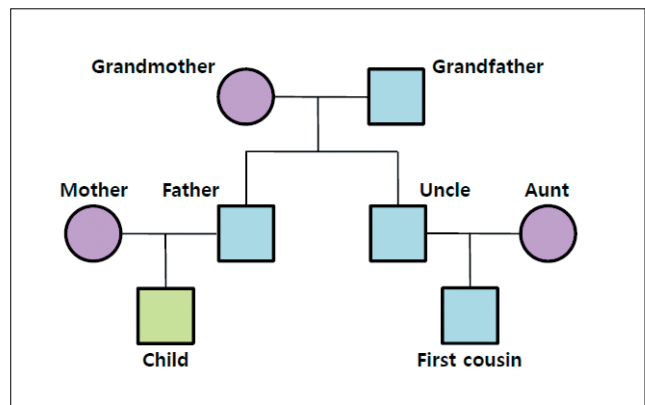 Grandmother
Grandfather
Mother
Father
Uncle
Aunt
Child
First cousin